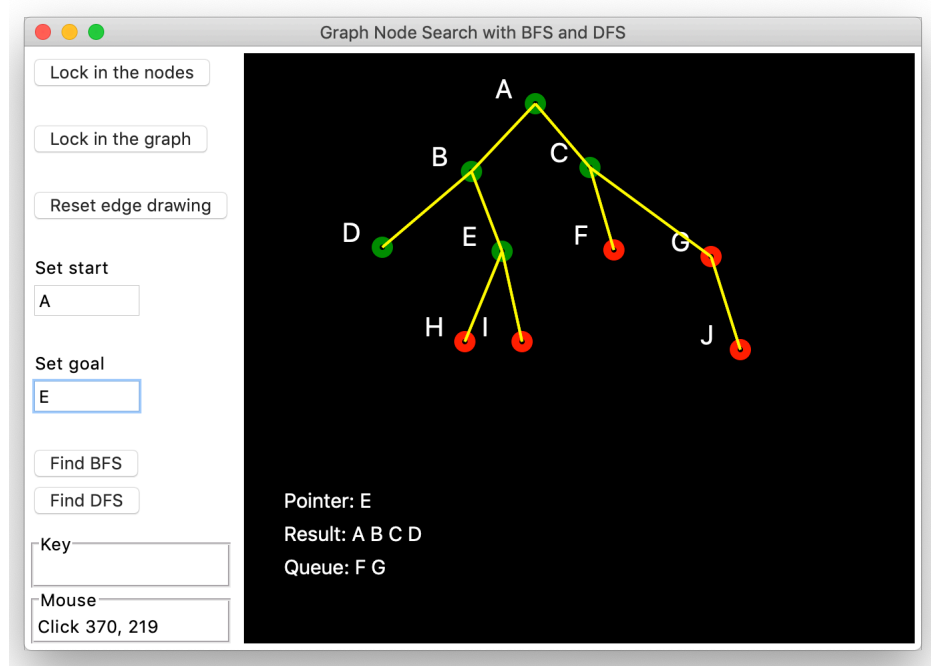 Graph Node Search with BFS and DFS
Lock in the nodes
Lock in the graph
Reset edge drawing
Set start
A
Set goal
E
Find BFS
Find DFS
Key
Mouse
Click 370, 219
A
B
C
D
E
F
G
H
I
J
Pointer: E
Result: A B C D
Queue: F G